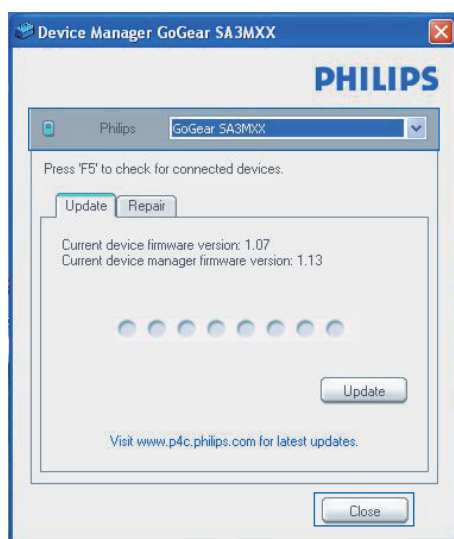 Device Manager GoGear SA3MXX
PHILIPS
Philips GoGear SA3MXX
Press 'F5' to check for connected devices.
Update Repair
Current device firmware version: 1.07
Current device manager firmware version: 1.13
Update
Visit www.p4c.philips.com for latest updates.
Close